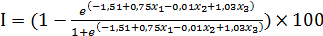 I = (1 − e^(−1,51+0,75x₁−0,01x₂+1,03x₃) / 1+e^(−1,51+0,75x₁−0,01x₂+1,03x₃)) × 100